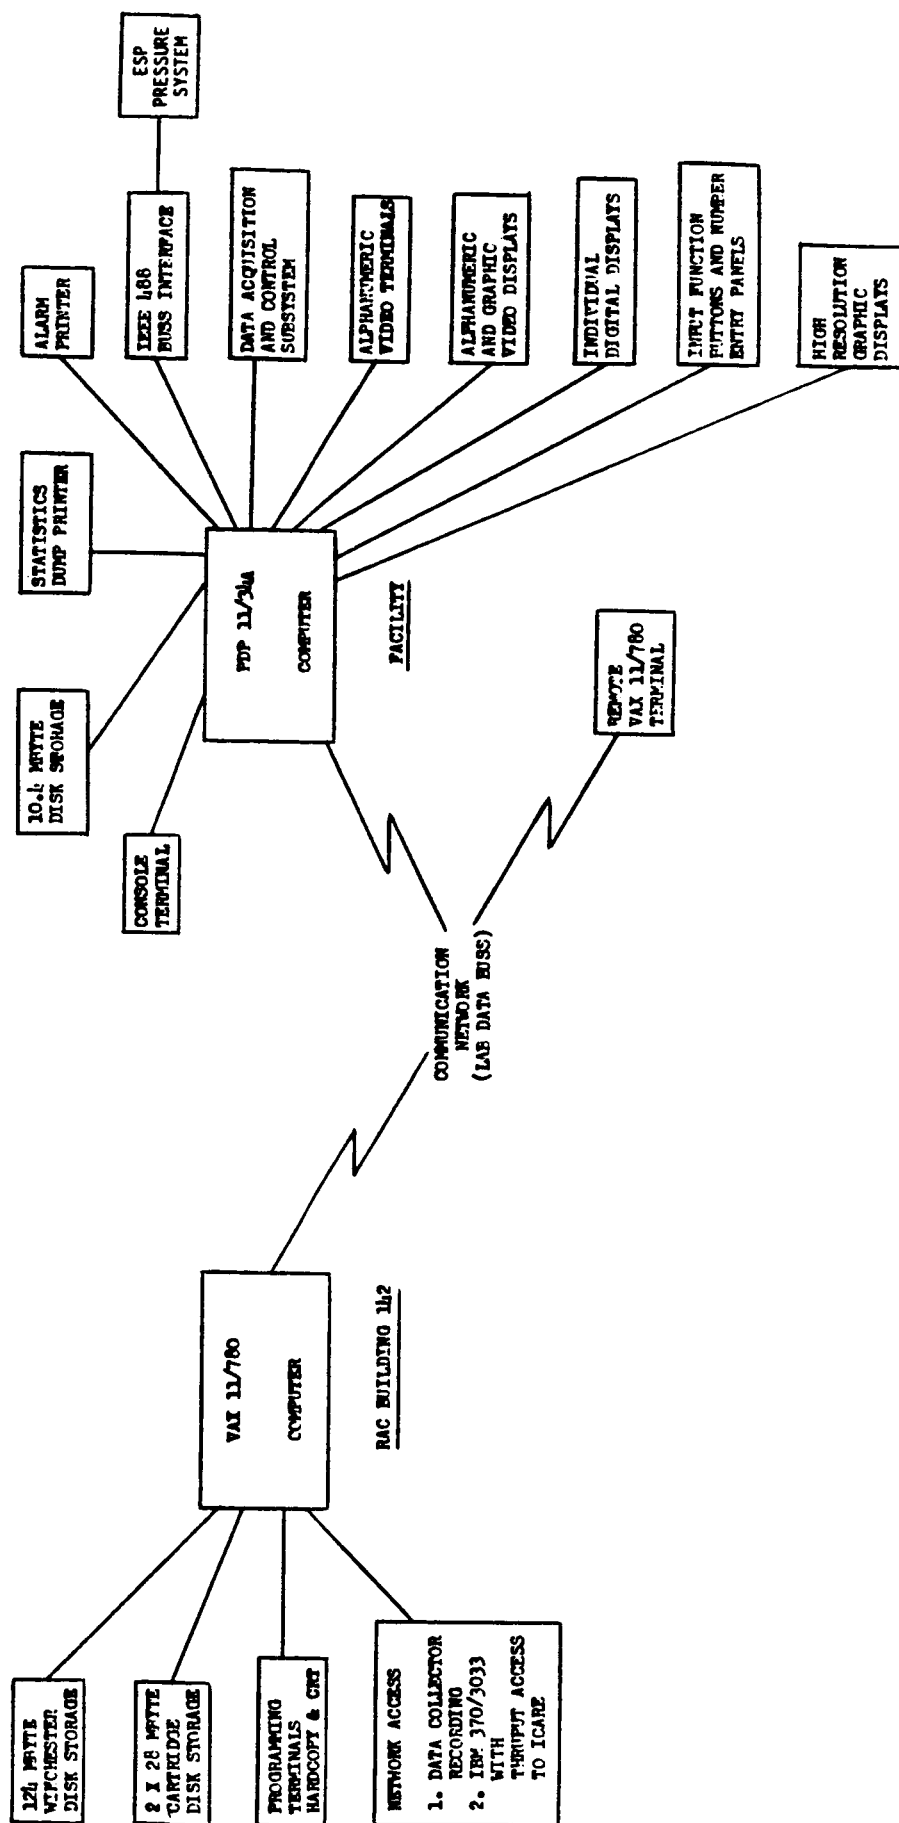 124 MBYTE
WINCHESTER
DISK STORAGE
2 X 28 MBYTE
CARTRIDGE
DISK STORAGE
PROGRAMMING
TERMINALS
HARDCOPY & CRT
NETWORK ACCESS
1. DATA COLLECTOR
RECORDING
2. IBM 370/3033
WITH
THRUPUT ACCESS
TO ICARE
VAX 11/780
COMPUTER
RAC BUILDING 142
COMMUNICATION
NETWORK
(LAB DATA BUSS)
REMOTE
VAX 11/780
TERMINAL
CONSOLE
TERMINAL
10.4 MBYTE
DISK STORAGE
STATISTICS
DUMP PRINTER
PDP 11/34A
COMPUTER
FACILITY
ALARM
PRINTER
IEEE 488
BUSS INTERFACE
ESP
PRESSURE
SYSTEM
DATA ACQUISITION
AND CONTROL
SUBSYSTEM
ALPHANUMERIC
VIDEO TERMINALS
ALPHANUMERIC
AND GRAPHIC
VIDEO DISPLAYS
INDIVIDUAL
DIGITAL DISPLAYS
INPUT FUNCTION
BUTTONS AND NUMBER
ENTRY PANELS
HIGH
RESOLUTION
GRAPHIC
DISPLAYS